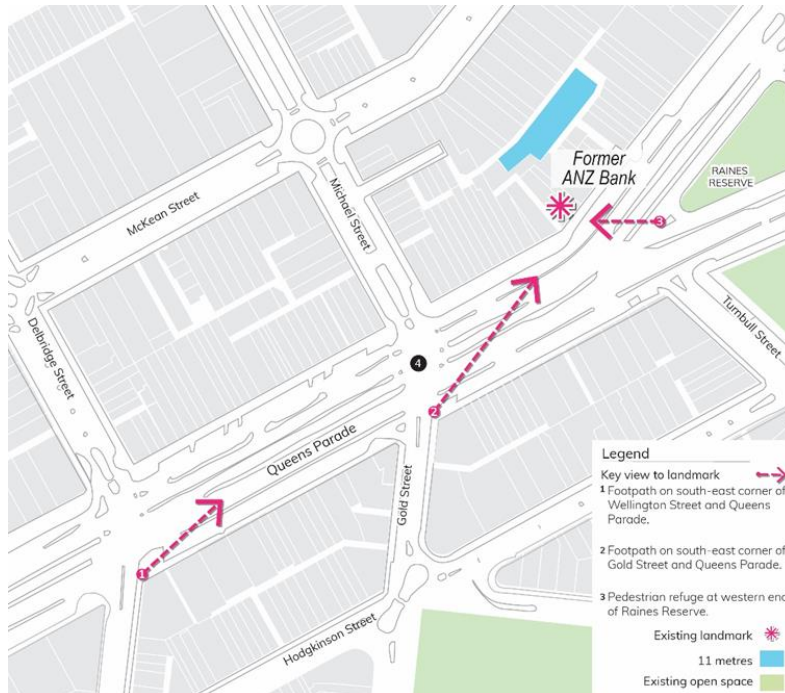 Former
ANZ Bank
RAINES
RESERVE
3
McKean Street
Michael Street
Delbridge Street
Turnbull Street
4
2
Queens Parade
Gold Street
1
Hodgkinson Street
Legend
Key view to landmark
1 Footpath on south-east corner of
Wellington Street and Queens
Parade.
2 Footpath on south-east corner of
Gold Street and Queens Parade.
3 Pedestrian refuge at western end
of Raines Reserve.
Existing landmark
11 metres
Existing open space